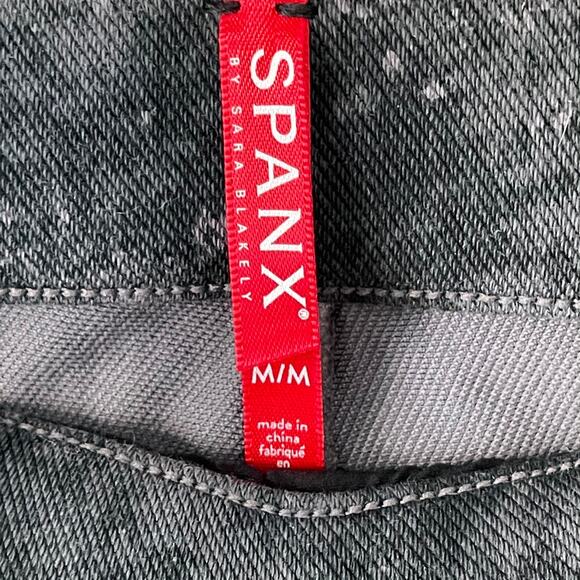 SPANX®
BY SARA BLAKELY
M/M
made in
china
fabriqué
en